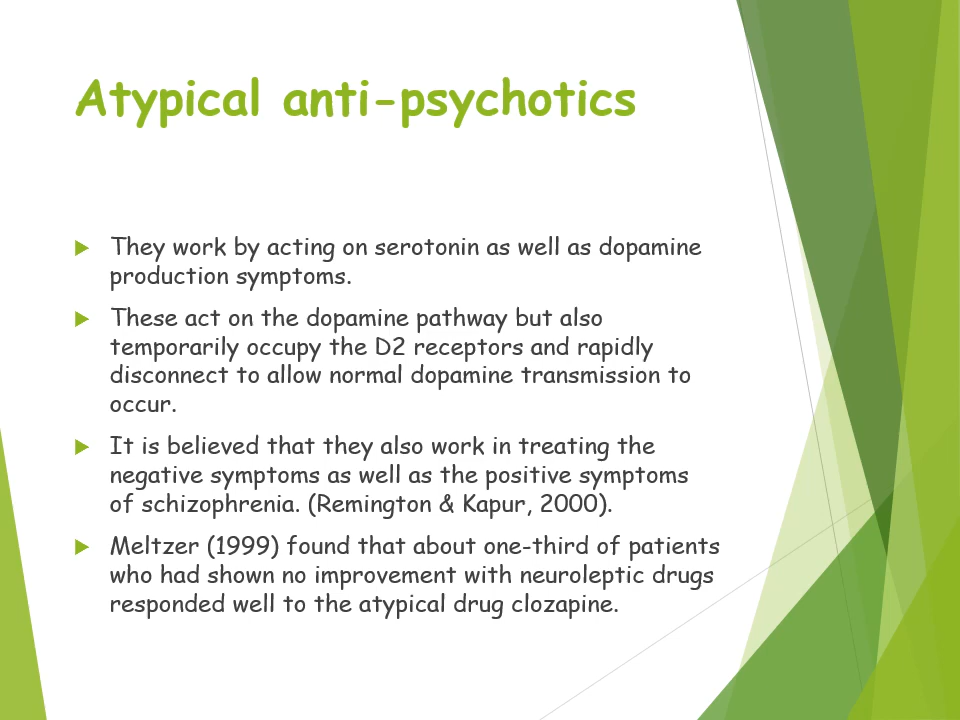 Atypical anti-psychotics
They work by acting on serotonin as well as dopamine
production symptoms.
These act on the dopamine pathway but also
temporarily occupy the D2 receptors and rapidly
disconnect to allow normal dopamine transmission to
occur.
It is believed that they also work in treating the
negative symptoms as well as the positive symptoms
of schizophrenia. (Remington & Kapur, 2000).
Meltzer (1999) found that about one-third of patients
who had shown no improvement with neuroleptic drugs
responded well to the atypical drug clozapine.